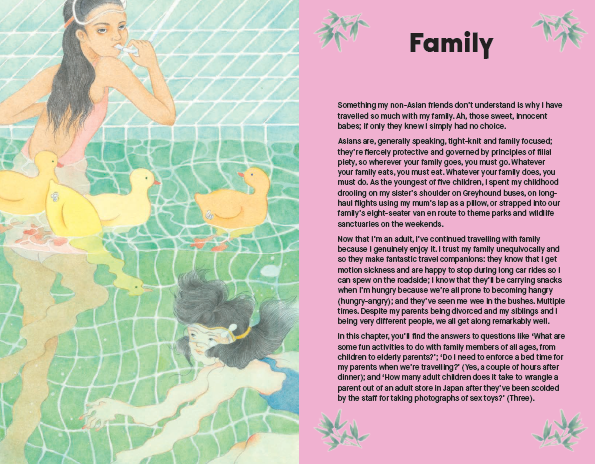 Family
Something my non-Asian friends don't understand is why I have
travelled so much with my family. Ah, those sweet, innocent
babes; if only they knew I simply had no choice.
Asians are, generally speaking, tight-knit and family focused;
they're fiercely protective and governed by principles of filial
piety, so wherever your family goes, you must go. Whatever
your family eats, you must eat. Whatever your family does, you
must do. As the youngest of five children, I spent my childhood
drooling on my sister's shoulder on Greyhound buses, on long-
haul flights using my mum's lap as a pillow, or strapped into our
family's eight-seater van en route to theme parks and wildlife
sanctuaries on the weekends.
Now that I'm an adult, I've continued travelling with family
because I genuinely enjoy it. I trust my family unequivocally and
so they make fantastic travel companions: they know that I get
motion sickness and are happy to stop during long car rides so I
can spew on the roadside; I know that they'll be carrying snacks
when I'm hungry because we're all prone to becoming hangry
(hungry-angry); and they've seen me wee in the bushes. Multiple
times. Despite my parents being divorced and my siblings and I
being very different people, we all get along remarkably well.
In this chapter, you'll find the answers to questions like 'What are
some fun activities to do with family members of all ages, from
children to elderly parents?'; 'Do I need to enforce a bed time for
my parents when we're travelling?' (Yes, a couple of hours after
dinner); and 'How many adult children does it take to wrangle a
parent out of an adult store in Japan after they've been scolded
by the staff for taking photographs of sex toys?' (Three).